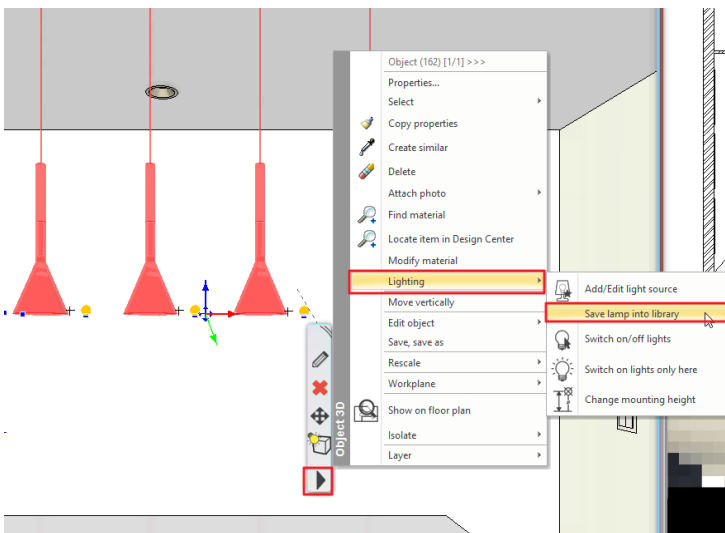 Object (162) [1/1] >>>
Properties...
Select
Copy properties
Create similar
Delete
Attach photo
Find material
Locate item in Design Center
Modify material
Lighting
Move vertically
Edit object
Save, save as
Rescale
Workplane
Show on floor plan
Isolate
Layer
Object 3D
Add/Edit light source
Save lamp into library
Switch on/off lights
Switch on lights only here
Change mounting height